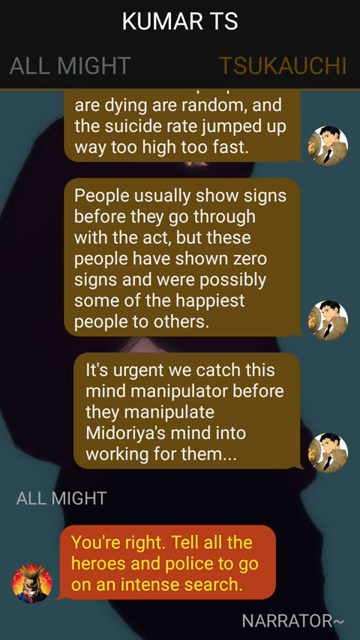 KUMAR TS
ALL MIGHT
TSUKAUCHI
are dying are random, and
the suicide rate jumped up
way too high too fast.
People usually show signs
before they go through
with the act, but these
people have shown zero
signs and were possibly
some of the happiest
people to others.
It's urgent we catch this
mind manipulator before
they manipulate
Midoriya's mind into
working for them...
ALL MIGHT
You're right. Tell all the
heroes and police to go
on an intense search.
NARRATOR~